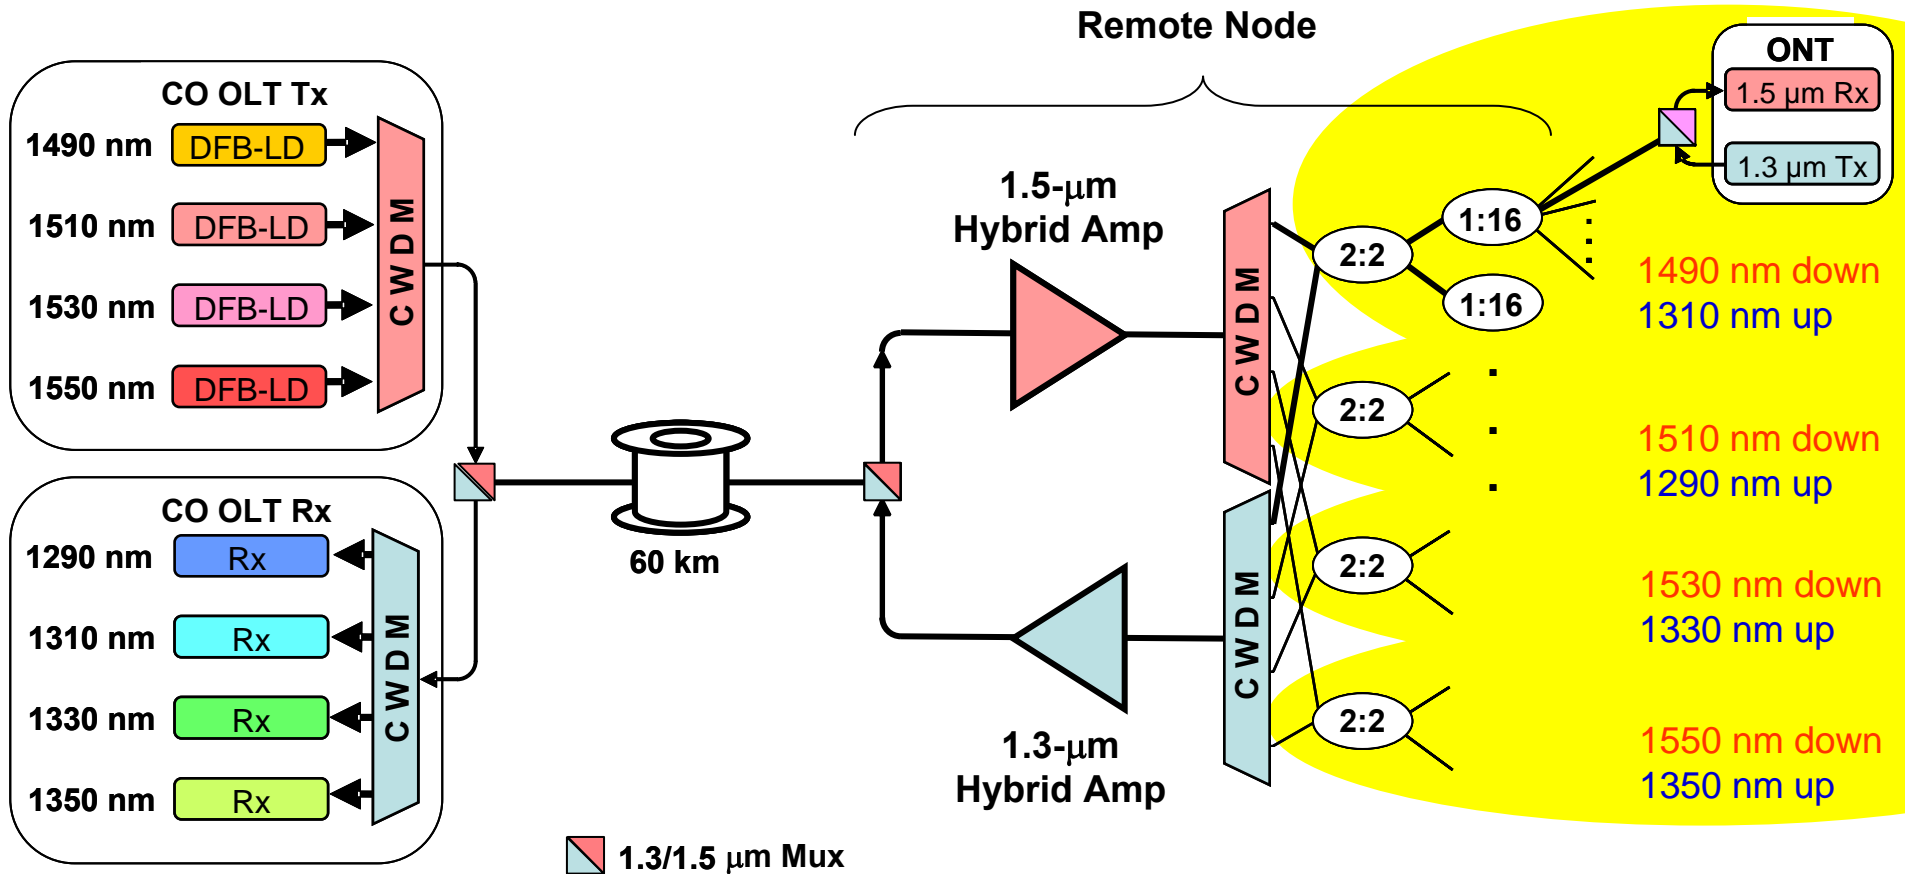 Remote Node
CO OLT Tx
1490 nm
DFB-LD
1510 nm
DFB-LD
1530 nm
DFB-LD
1550 nm
DFB-LD
CWDM
CO OLT Rx
1290 nm
Rx
1310 nm
Rx
1330 nm
Rx
1350 nm
Rx
CWDM
60 km
1.3/1.5 µm Mux
1.5-µm
Hybrid Amp
1.3-µm
Hybrid Amp
CWDM
CWDM
2:2
2:2
2:2
2:2
1:16
1:16
ONT
1.5 µm Rx
1.3 µm Tx
1490 nm down
1310 nm up
1510 nm down
1290 nm up
1530 nm down
1330 nm up
1550 nm down
1350 nm up